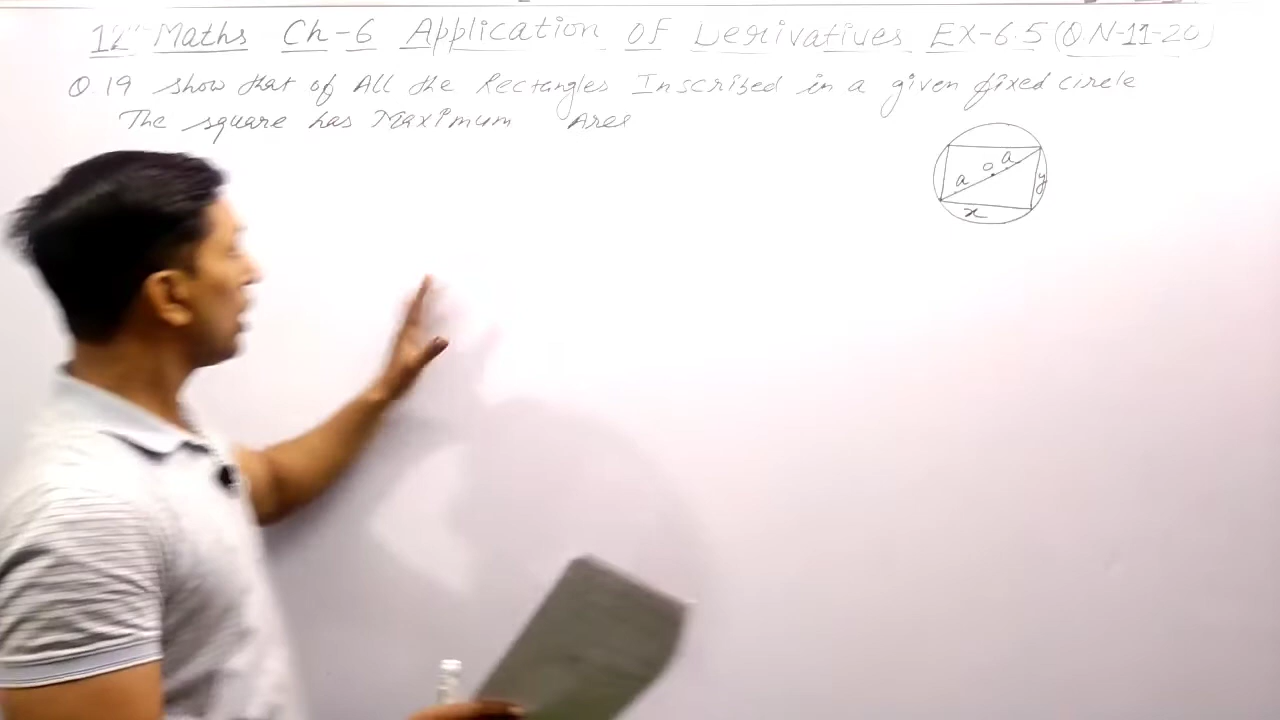 12th Maths Ch-6 Application OF Derivatives EX-6.5 (Q.N-11-20)
Q.19 show that of All the Rectangles Inscribed in a given fixed circle
The square has Maximum Area
a
o
a
y
x